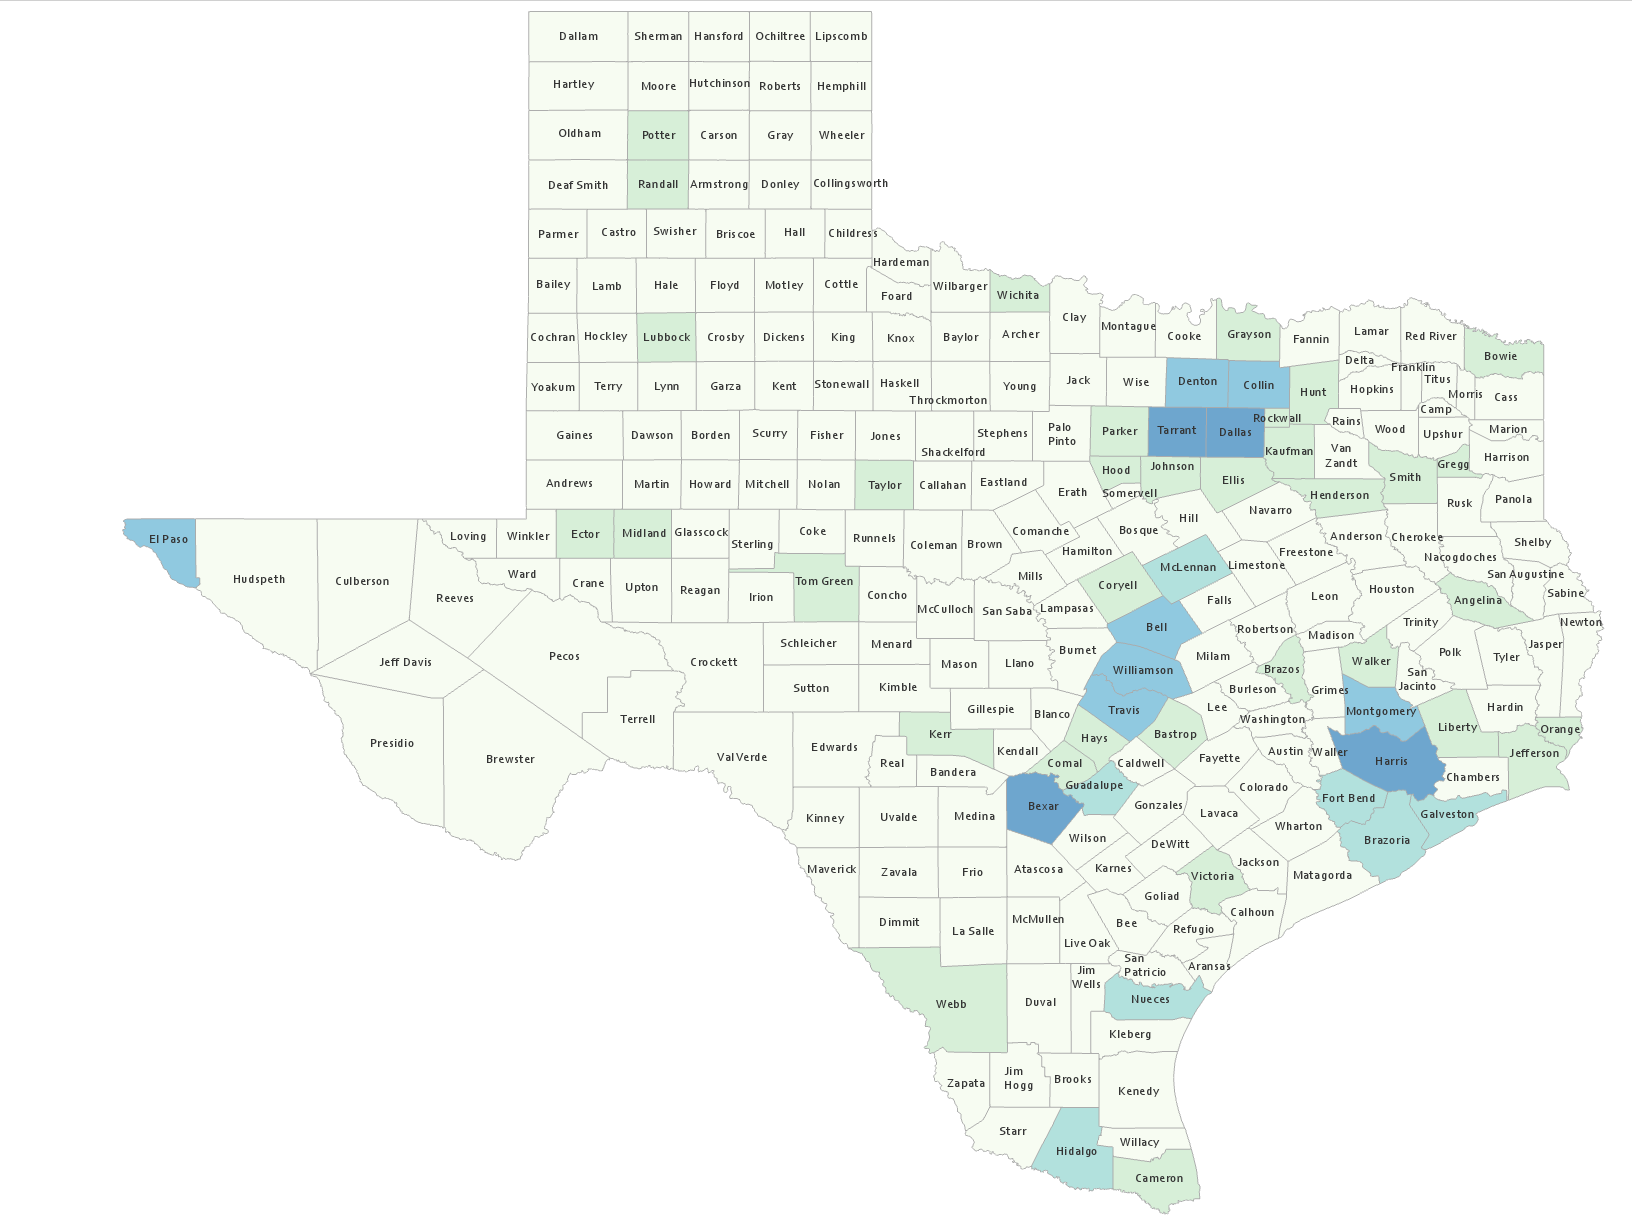 Dallam Sherman Hansford Ochiltree Lipscomb
Hartley Moore Hutchinson Roberts Hemphill
Oldham Potter Carson Gray Wheeler
Deaf Smith Randall Armstrong Donley Collingsworth
Parmer Castro Swisher Briscoe Hall Childress
Hardeman
Bailey Lamb Hale Floyd Motley Cottle Foard Wilbarger Wichita
Clay Montague Cooke Grayson Fannin Lamar Red River Bowie
Cochran Hockley Lubbock Crosby Dickens King Knox Baylor Archer
Delta Franklin Titus Morris Cass
Yoakum Terry Lynn Garza Kent Stonewall Haskell Throckmorton Young Jack Wise Denton Collin Hunt Hopkins
Camp
Rockwall Rains Wood Upshur Marion
Gaines Dawson Borden Scurry Fisher Jones Shackelford Stephens Palo
Pinto Parker Tarrant Dallas Kaufman Van
Zandt Harrison
Hood Johnson Ellis Smith Gregg
Andrews Martin Howard Mitchell Nolan Taylor Callahan Eastland Erath Somervell Henderson Rusk Panola
Navarro
El Paso Loving Winkler Ector Midland Glasscock Sterling Coke Runnels Coleman Brown Comanche Bosque Hill Anderson Cherokee Nacogdoches Shelby
Hamilton Freestone
Hudspeth Culberson Reeves Ward Crane Upton Reagan Irion Tom Green Concho Mills Coryell McLennan Limestone San Augustine
McCulloch San Saba Lampasas Falls Leon Houston Angelina Sabine
Bell Robertson Madison Trinity Newton
Jeff Davis Pecos Crockett Schleicher Menard Mason Llano Burnet Milam Polk Tyler Jasper
Williamson Brazos Walker San
Jacinto
Sutton Kimble Burleson Grimes
Presidio Brewster Terrell Gillespie Blanco Travis Lee Washington Montgomery Liberty Hardin Orange
Val Verde Edwards Kerr Kendall Hays Bastrop Fayette Austin Waller Harris Jefferson
Real Bandera Comal Caldwell Chambers
Guadalupe Colorado Fort Bend Galveston
Kinney Uvalde Medina Bexar Gonzales Lavaca Wharton Brazoria
Wilson DeWitt
Maverick Zavala Frio Atascosa Karnes Victoria Jackson Matagorda
Goliad Calhoun
Dimmit La Salle McMullen Live Oak Bee Refugio
San
Patricio Aransas
Webb Duval Jim
Wells Nueces
Kleberg
Zapata Jim
Hogg Brooks Kenedy
Starr Hidalgo Willacy
Cameron